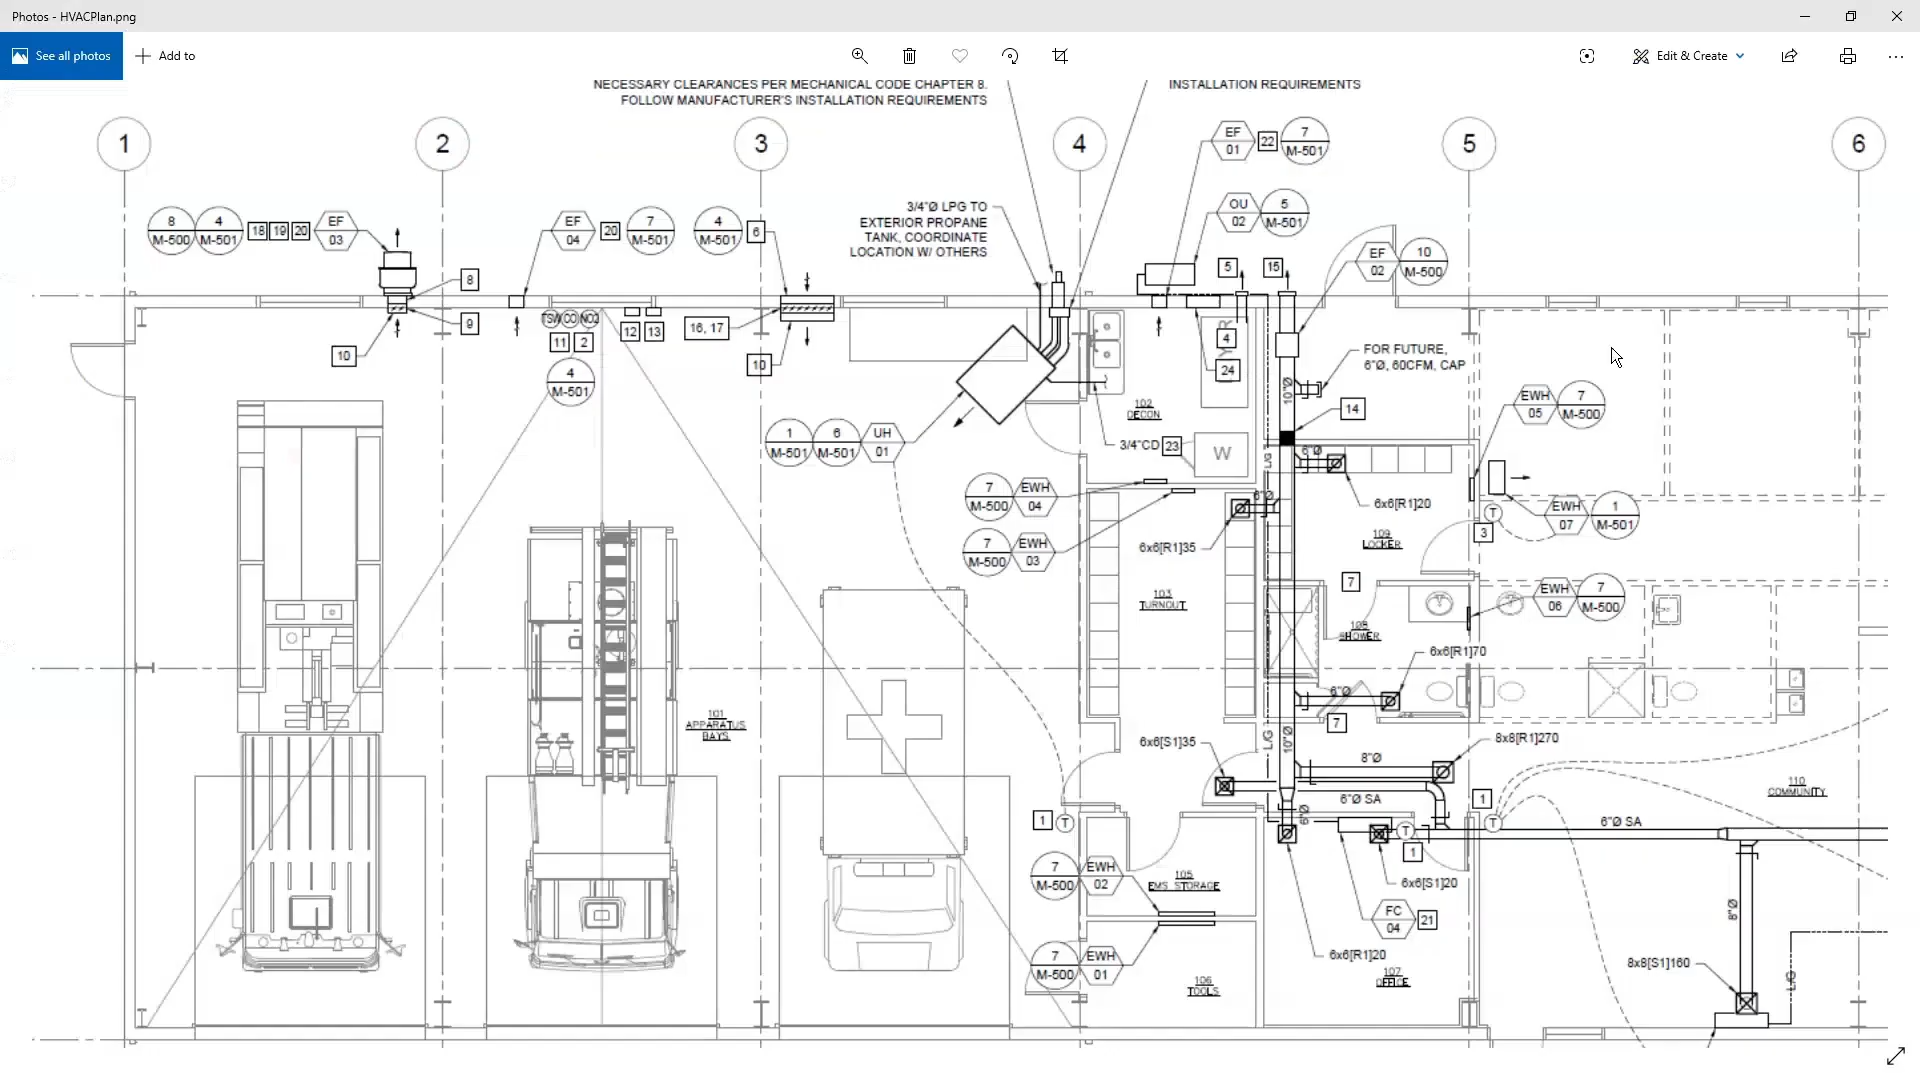 Photos - HVACPlan.png
See all photos
Add to
Edit & Create
NECESSARY CLEARANCES PER MECHANICAL CODE CHAPTER 8.
FOLLOW MANUFACTURER'S INSTALLATION REQUIREMENTS
INSTALLATION REQUIREMENTS
1
2
3
4
5
6
EF
01
22
7
M-501
8
M-500
4
M-501
18
19
20
EF
03
EF
04
20
7
M-501
4
M-501
6
3/4"Ø LPG TO
EXTERIOR PROPANE
TANK, COORDINATE
LOCATION W/ OTHERS
OU
02
5
M-501
EF
02
10
M-500
5
15
8
9
10
TSW
CO
NO2
11
2
12
13
16, 17
10
4
M-501
4
24
FOR FUTURE,
6"Ø, 60CFM, CAP
10"Ø
14
EWH
05
7
M-500
102
DECON
3/4"CD
23
W
1
M-501
6
M-501
UH
01
L/G
6"Ø
6x6[R1]20
7
M-500
EWH
04
6"Ø
EWH
07
1
M-501
T
3
7
M-500
EWH
03
6x6[R1]35
109
LOCKER
7
103
TURNOUT
EWH
06
7
M-500
108
SHOWER
6x6[R1]70
6"Ø
7
101
APPARATUS
BAYS
6x6[S1]35
L/G
10"Ø
8"Ø
8x8[R1]270
6"Ø SA
6"Ø
110
COMMUNITY
1
T
1
T
T
1
6"Ø SA
7
M-500
EWH
02
105
EMS STORAGE
6x6[S1]20
FC
04
21
8"Ø
7
M-500
EWH
01
6x6[R1]20
107
OFFICE
106
TOOLS
8x8[S1]160
L/G